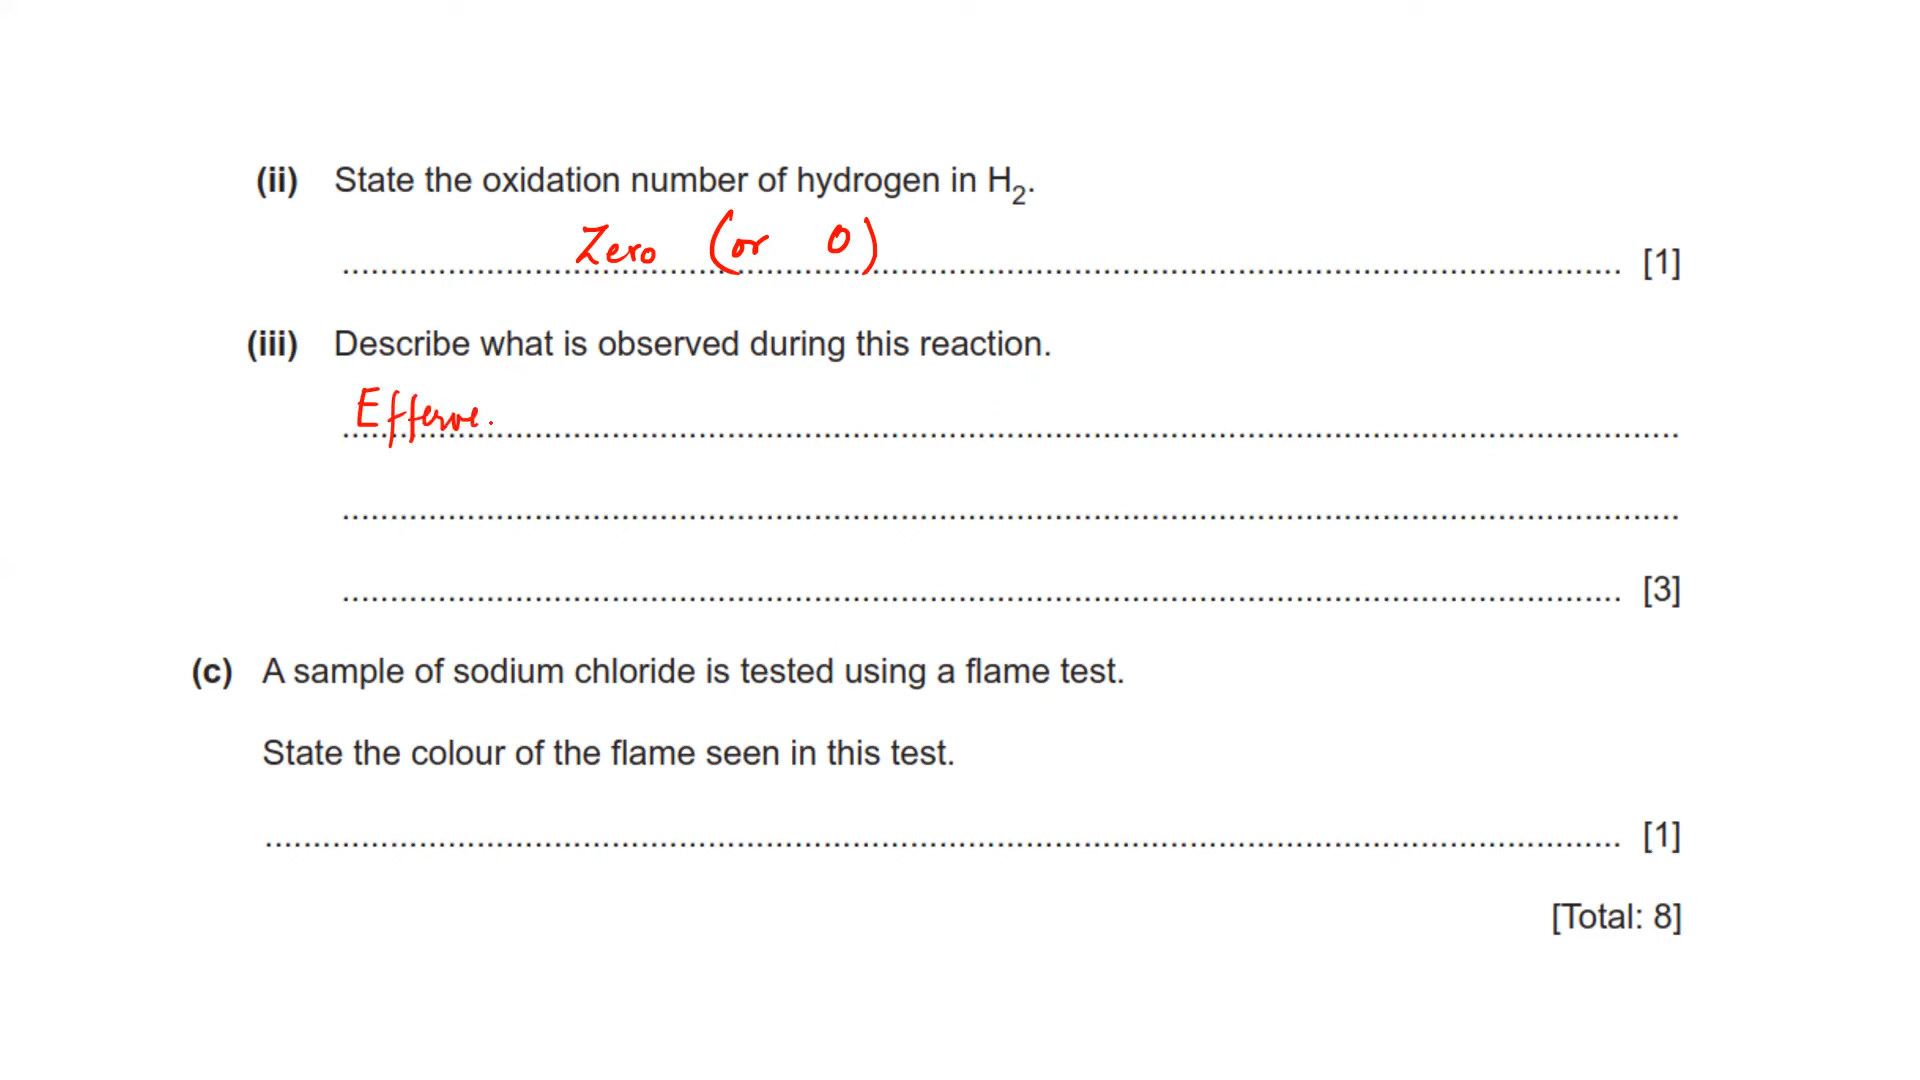 (ii) State the oxidation number of hydrogen in H₂.
Zero (or 0)
.................................................................................................................... [1]
(iii) Describe what is observed during this reaction.
Efferve.
....................................................................................................................
....................................................................................................................
.................................................................................................................... [3]
(c) A sample of sodium chloride is tested using a flame test.
State the colour of the flame seen in this test.
.................................................................................................................... [1]
[Total: 8]